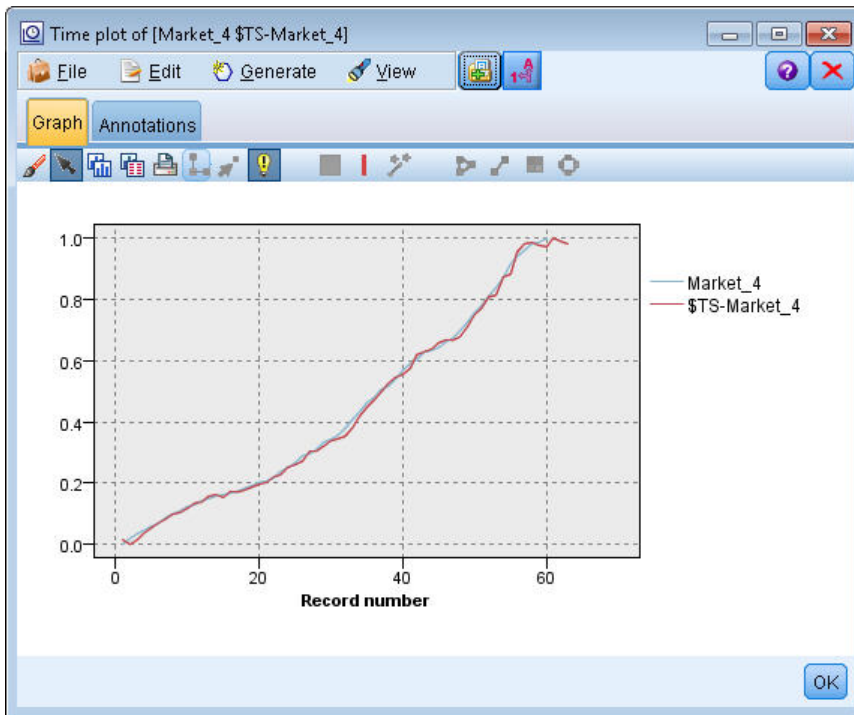 Time plot of [Market_4 $TS-Market_4]
File Edit Generate View
Graph Annotations
1.0
0.8
0.6
0.4
0.2
0.0
0 20 40 60
Record number
Market_4
$TS-Market_4
OK